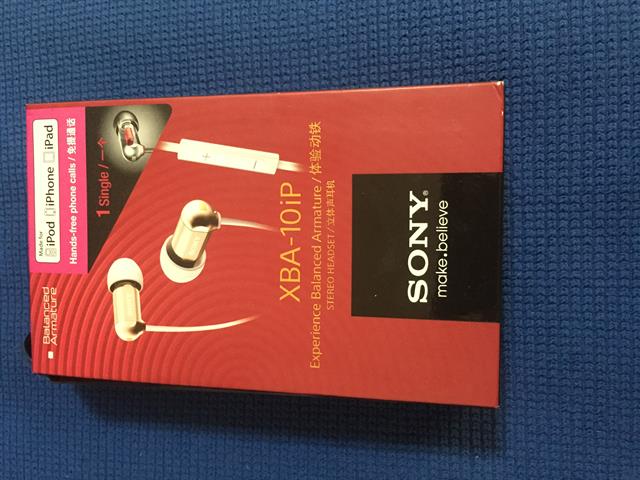 Made for
iPod iPhone iPad
Hands-free phone calls / 免提通话
1 Single / 一个
Balanced
Armature
XBA-10iP
Experience Balanced Armature / 体验动铁
STEREO HEADSET / 立体声耳机
SONY®
make.believe